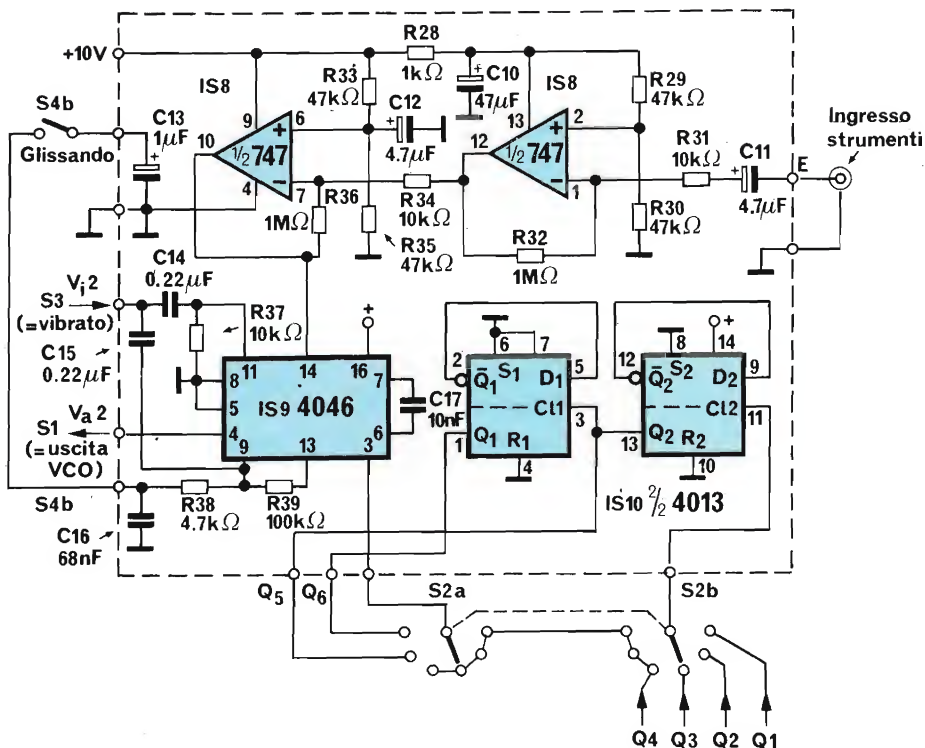 +10V
R28
1kΩ
IS8
R33
47kΩ
C10
47µF
IS8
R29
47kΩ
S4b
Glissando
C13
1µF
10
9
½ 747
4
+
6
−
7
C12
4.7µF
12
13
½ 747
+
2
−
1
R31
10kΩ
C11
4.7µF
E
Ingresso
strumenti
R36
1MΩ
R34
10kΩ
R35
47kΩ
R32
1MΩ
R30
47kΩ
C14
0.22µF
Vi2
S3
(=vibrato)
R37
10kΩ
C15
0.22µF
+
8
11
14
16
7
5
IS9 4046
C17
10nF
4
9
13
3
6
Va2
S1
(=uscita
VCO)
S4b
R38
4.7kΩ
R39
100kΩ
C16
68nF
2
6
7
5
Q̅1
S1
D1
Cl1
3
1
Q1
R1
4
12
8
14
+
9
Q̅2
S2
D2
Cl2
11
13
Q2
R2
10
IS10 2/2 4013
Q5
Q6
S2a
S2b
Q4
Q3
Q2
Q1